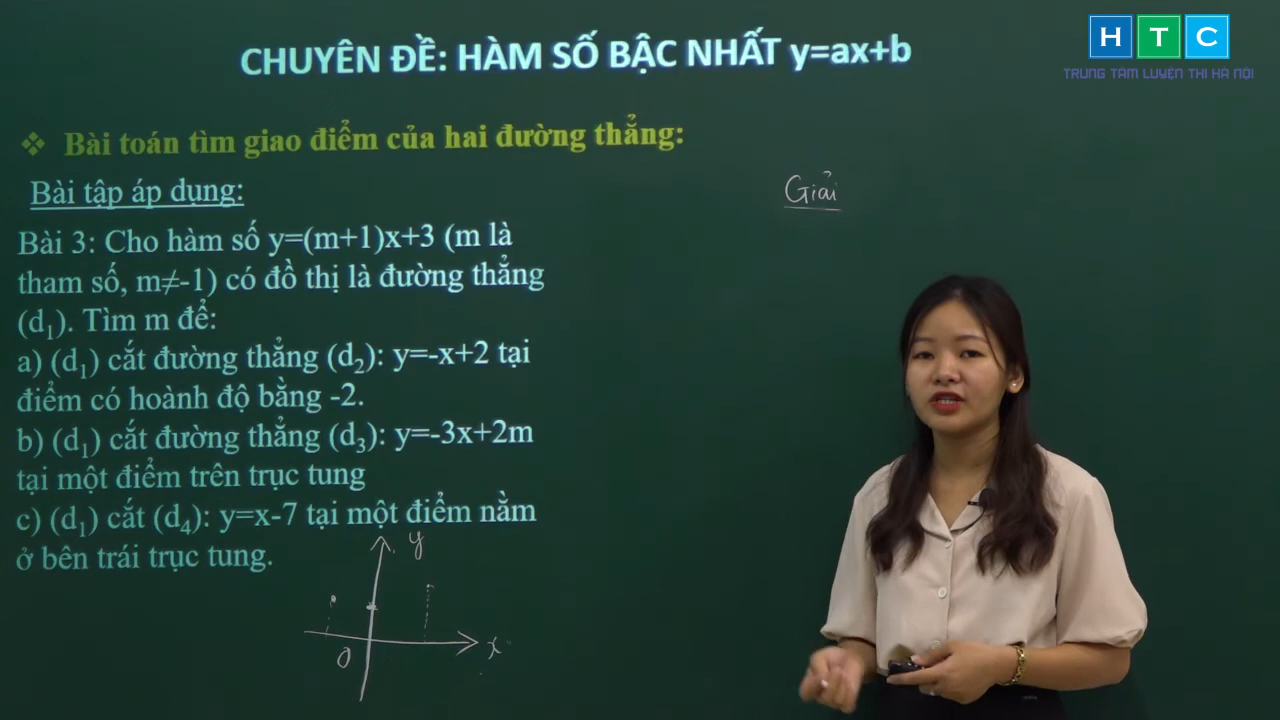 H T C
TRUNG TÂM LUYỆN THI HÀ NỘI
CHUYÊN ĐỀ: HÀM SỐ BẬC NHẤT y=ax+b
Bài toán tìm giao điểm của hai đường thẳng:
Bài tập áp dụng:
Bài 3: Cho hàm số y=(m+1)x+3 (m là
tham số, m≠-1) có đồ thị là đường thẳng
(d₁). Tìm m để:
a) (d₁) cắt đường thẳng (d₂): y=-x+2 tại
điểm có hoành độ bằng -2.
b) (d₁) cắt đường thẳng (d₃): y=-3x+2m
tại một điểm trên trục tung
c) (d₁) cắt (d₄): y=x-7 tại một điểm nằm
ở bên trái trục tung.
y
O
x
Giải